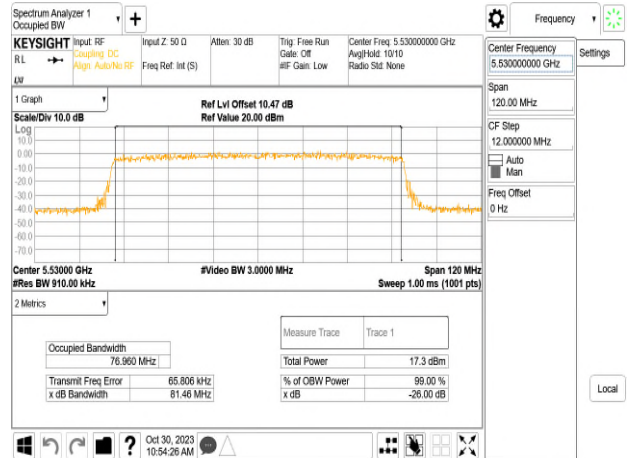 Spectrum Analyzer 1
Occupied BW
+
Frequency
KEYSIGHT Input: RF Input Z: 50 Ω Atten: 30 dB Trig: Free Run Center Freq: 5.530000000 GHz
RL Coupling: DC Gate: Off Avg|Hold: 10/10
Align: Auto/No RF Freq Ref: Int (S) #IF Gain: Low Radio Std: None
LXI
Center Frequency
5.530000000 GHz
Settings
Span
120.00 MHz
CF Step
12.000000 MHz
Auto
Man
Freq Offset
0 Hz
Local
1 Graph
Ref Lvl Offset 10.47 dB
Scale/Div 10.0 dB Ref Value 20.00 dBm
Log
10.0
0.00
-10.0
-20.0
-30.0
-40.0
-50.0
-60.0
-70.0
Center 5.53000 GHz #Video BW 3.0000 MHz Span 120 MHz
#Res BW 910.00 kHz Sweep 1.00 ms (1001 pts)
2 Metrics
Measure Trace Trace 1
Occupied Bandwidth
76.960 MHz
Total Power 17.3 dBm
Transmit Freq Error 65.806 kHz % of OBW Power 99.00 %
x dB Bandwidth 81.46 MHz x dB -26.00 dB
? Oct 30, 2023
10:54:26 AM